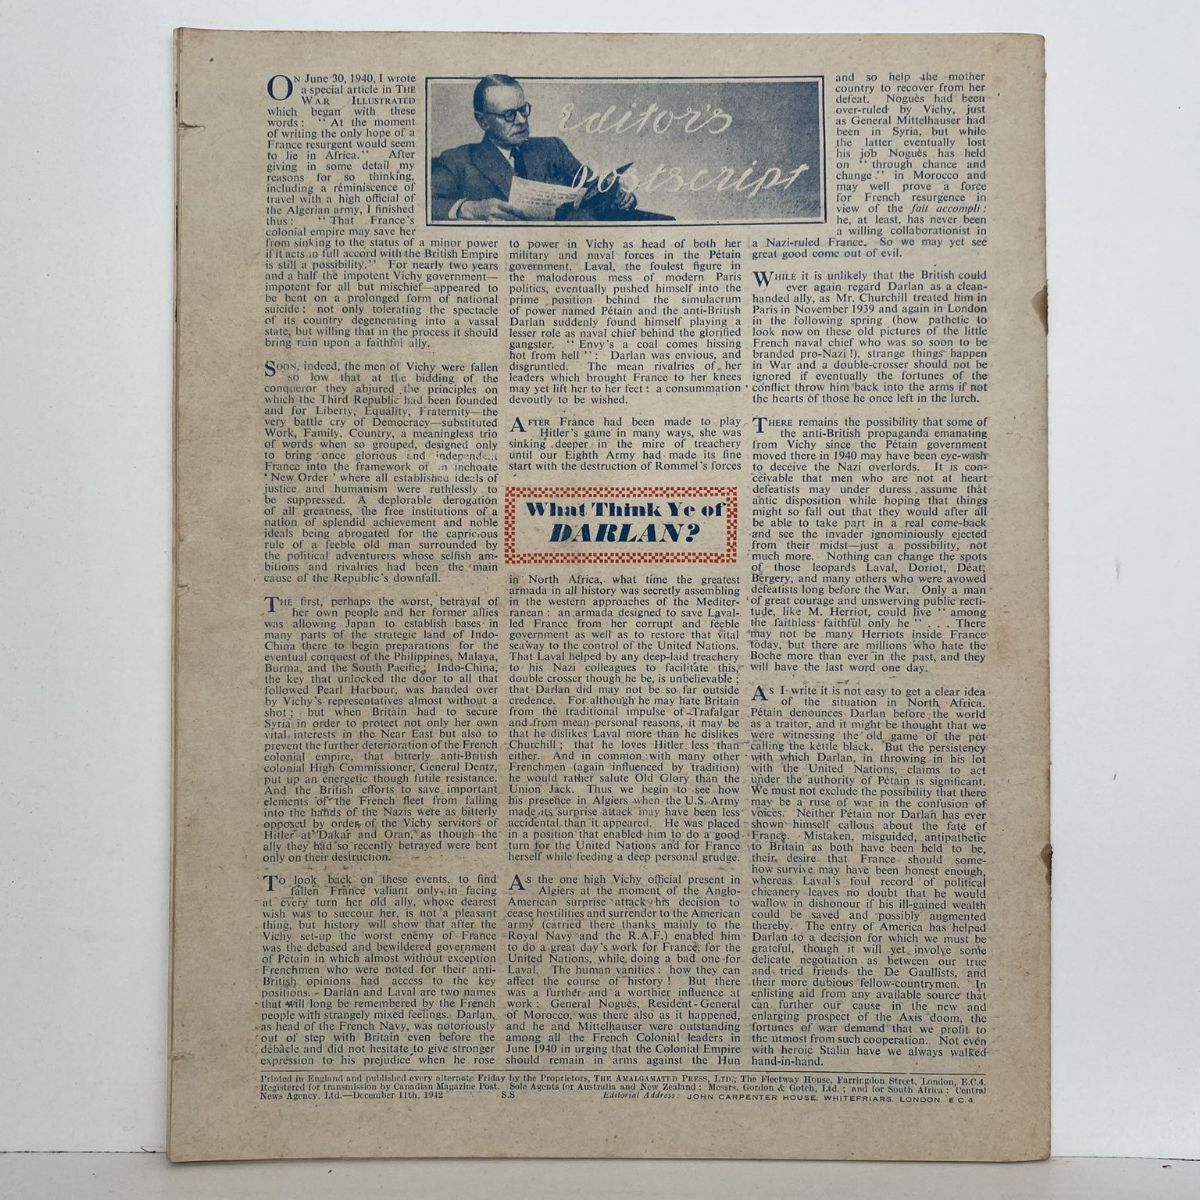 ON June 30, 1940, I wrote
a special article in THE
WAR ILLUSTRATED
which began with these
words: "At the moment
of writing the only hope of a
France resurgent would seem
to lie in Africa." After
giving in some detail my
reasons for so thinking,
including a réminiscence of
travel with a high official of
the Algerian army, I finished
thus: "That France's
colonial empire may save her
from sinking to the status of a minor power
if it acts in full accord with the British Empire
is still a possibility." For nearly two years
and a half the impotent Vichy government—
impotent for all but mischief—appeared to
be bent on a prolonged form of national
suicide: not only tolerating the spectacle
of its country degenerating into a vassal
state, but willing that in the process it should
bring ruin upon a faithful ally.
SOON, indeed, the men of Vichy were fallen
so low that at the bidding of the
conqueror they abjured the principles on
which the Third Republic had been founded
and for Liberty, Equality, Fraternity—the
very battle cry of Democracy—substituted
Work, Family, Country, a meaningless trio
of words when so grouped, designed only
to bring once glorious and independent
France into the framework of an inchoate
'New Order' where all established ideals of
justice and humanism were ruthlessly to
be suppressed. A deplorable derogation
of all greatness, the free institutions of a
nation of splendid achievement and noble
ideals being abrogated for the capricious
rule of a feeble old man surrounded by
the political adventurers whose selfish am-
bitions and rivalries had been the main
cause of the Republic's downfall.
THE first, perhaps the worst, betrayal of
her own people and her former allies
was allowing Japan to establish bases in
many parts of the strategic land of Indo-
China there to begin preparations for the
eventual conquest of the Philippines, Malaya,
Burma, and the South Pacific. Indo-China,
the key that unlocked the door to all that
followed Pearl Harbour, was handed over
by Vichy's representatives almost without a
shot; but when Britain had to secure
Syria in order to protect not only her own
vital interests in the Near East but also to
prevent the further deterioration of the French
colonial empire, that bitterly anti-British
colonial High Commissioner, General Dentz,
put up an energetic though futile resistance.
And the British efforts to save important
elements of the French fleet from falling
into the hands of the Nazis were as bitterly
opposed by order of the Vichy servitors of
Hitler at Dakar and Oran, as though the
ally they had so recently betrayed were bent
only on their destruction.
TO look back on these events, to find
fallen France valiant only in facing
at every turn her old ally, whose dearest
wish was to succour her, is not a pleasant
thing, but history will show that after the
Vichy set-up the worst enemy of France
was the debased and bewildered government
of Pétain in which almost without exception
Frenchmen who were noted for their anti-
British opinions had access to the key
positions. Darlan and Laval are two names
that will long be remembered by the French
people with strangely mixed feelings. Darlan,
as head of the French Navy, was notoriously
out of step with Britain even before the
débâcle and did not hesitate to give stronger
expression to his prejudice when he rose
Editor's
Postscript
to power in Vichy as head of both her
military and naval forces in the Pétain
government. Laval, the foulest figure in
the malodorous mess of modern Paris
politics, eventually pushed himself into the
prime position behind the simulacrum
of power named Pétain and the anti-British
Darlan suddenly found himself playing a
lesser role as naval chief behind the glorified
gangster. "Envy's a coal comes hissing
hot from hell": Darlan was envious, and
disgruntled. The mean rivalries of her
leaders which brought France to her knees
may yet lift her to her feet: a consummation
devoutly to be wished.
AFTER France had been made to play
Hitler's game in many ways, she was
sinking deeper in the mire of treachery
until our Eighth Army had made its fine
start with the destruction of Rommel's forces
What Think Ye of
DARLAN?
in North Africa, what time the greatest
armada in all history was secretly assembling
in the western approaches of the Mediter-
ranean: an armada designed to save Laval-
led France from her corrupt and feeble
government as well as to restore that vital
seaway to the control of the United Nations.
That Laval helped by any deep-laid treachery
to his Nazi colleagues to facilitate this,
double crosser though he be, is unbelievable;
that Darlan did may not be so far outside
credence. For although he may hate Britain
from the traditional impulse of Trafalgar
and from mean personal reasons, it may be
that he dislikes Laval more than he dislikes
Churchill; that he loves Hitler less than
either. And in common with many other
Frenchmen (again influenced by tradition)
he would rather salute Old Glory than the
Union Jack. Thus we begin to see how
his presence in Algiers when the U.S. Army
made its surprise attack may have been less
accidental than it appeared. He was placed
in a position that enabled him to do a good
turn for the United Nations and for France
herself while feeding a deep personal grudge.
AS the one high Vichy official present in
Algiers at the moment of the Anglo-
American surprise attack his decision to
cease hostilities and surrender to the American
army (carried there thanks mainly to the
Royal Navy and the R.A.F.) enabled him
to do a great day's work for France, for the
United Nations, while doing a bad one for
Laval. The human vanities: how they can
affect the course of history! But there
was a further and a worthier influence at
work: General Noguès, Resident-General
of Morocco, was there also as it happened,
and he and Mittelhauser were outstanding
among all the French Colonial leaders in
June 1940 in urging that the Colonial Empire
should remain in arms against the Hun
and so help the mother
country to recover from her
defeat. Noguès had been
over-ruled by Vichy, just
as General Mittelhauser had
been in Syria, but while
the latter eventually lost
his job Noguès has held
on "through chance and
change" in Morocco and
may well prove a force
for French resurgence in
view of the fait accompli:
he, at least, has never been
a willing collaborationist in
a Nazi-ruled France. So we may yet see
great good come out of evil.
WHILE it is unlikely that the British could
ever again regard Darlan as a clean-
handed ally, as Mr. Churchill treated him in
Paris in November 1939 and again in London
in the following spring (how pathetic to
look now on these old pictures of the little
French naval chief who was so soon to be
branded pro-Nazi!), strange things happen
in War and a double-crosser should not be
ignored if eventually the fortunes of the
conflict throw him back into the arms if not
the hearts of those he once left in the lurch.
THERE remains the possibility that some of
the anti-British propaganda emanating
from Vichy since the Pétain government
moved there in 1940 may have been eye-wash
to deceive the Nazi overlords. It is con-
ceivable that men who are not at heart
defeatists may under duress assume that
antic disposition while hoping that things
might so fall out that they would after all
be able to take part in a real come-back
and see the invader ignominiously ejected
from their midst—just a possibility, not
much more. Nothing can change the spots
of those leopards Laval, Doriot, Déat,
Bergery, and many others who were avowed
defeatists long before the War. Only a man
of great courage and unswerving public recti-
tude, like M. Herriot, could live "among
the faithless faithful only he" . . . There
may not be many Herriots inside France
today, but there are millions who hate the
Boche more than ever in the past, and they
will have the last word one day.
AS I write it is not easy to get a clear idea
of the situation in North Africa.
Pétain denounces Darlan before the world
as a traitor, and it might be thought that we
were witnessing the old game of the pot
calling the kettle black. But the persistency
with which Darlan, in throwing in his lot
with the United Nations, claims to act
under the authority of Pétain is significant.
We must not exclude the possibility that there
may be a ruse of war in the confusion of
voices. Neither Pétain nor Darlan has ever
shown himself callous about the fate of
France. Mistaken, misguided, antipathetic
to Britain as both have been held to be,
their desire that France should some-
how survive may have been honest enough,
whereas Laval's foul record of political
chicanery leaves no doubt that he would
wallow in dishonour if his ill-gained wealth
could be saved and possibly augmented
thereby. The entry of America has helped
Darlan to a decision for which we must be
grateful, though it will yet involve some
delicate negotiation as between our true
and tried friends the De Gaullists, and
their more dubious fellow-countrymen. In
enlisting aid from any available source that
can further our cause in the new and
enlarging prospect of the Axis doom, the
fortunes of war demand that we profit to
the utmost from such cooperation. Not even
with heroic Stalin have we always walked
hand-in-hand.
Printed in England and published every alternate Friday by the Proprietors, THE AMALGAMATED PRESS, LTD., The Fleetway House, Farringdon Street, London, E.C.4.
Registered for transmission by Canadian Magazine Post. Sole Agents for Australia and New Zealand: Messrs. Gordon & Gotch, Ltd.; and for South Africa: Central
News Agency, Ltd.—December 11th, 1942 S.S Editorial Address: JOHN CARPENTER HOUSE, WHITEFRIARS, LONDON, E.C.4.